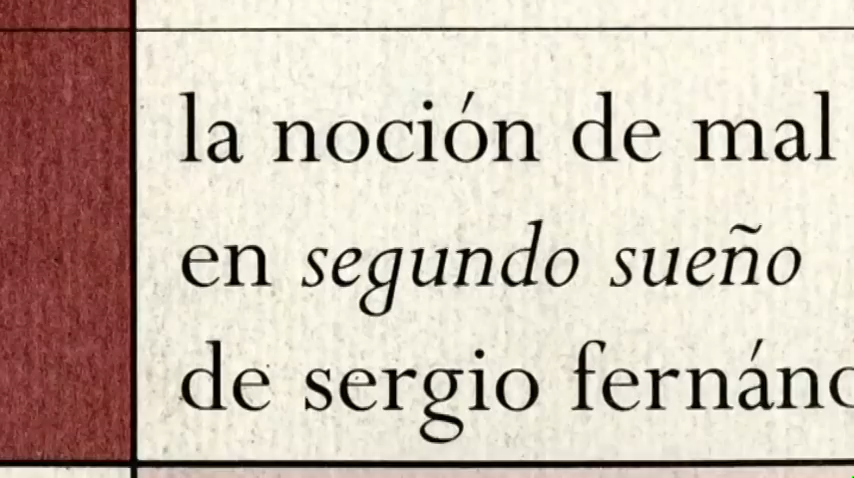 la noción de mal
en segundo sueño
de sergio